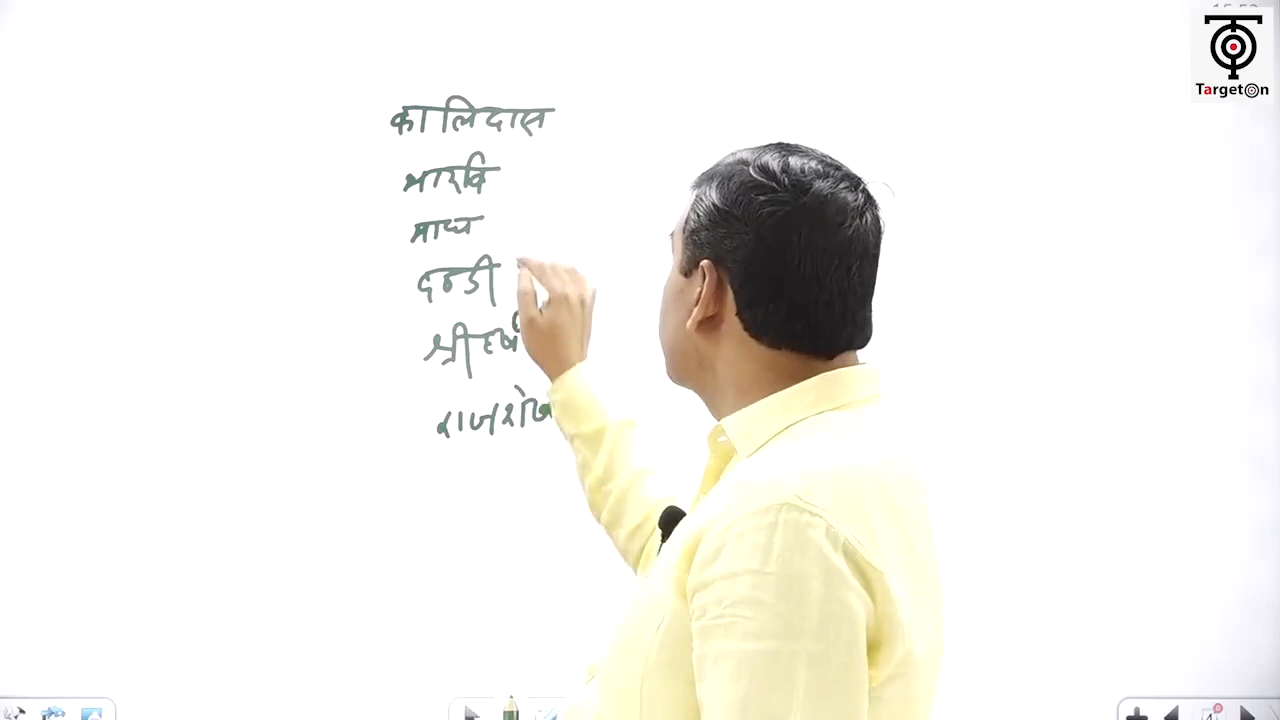 कालिदास
भारवि
माघ
दण्डी
श्रीहर्ष
TargetOn